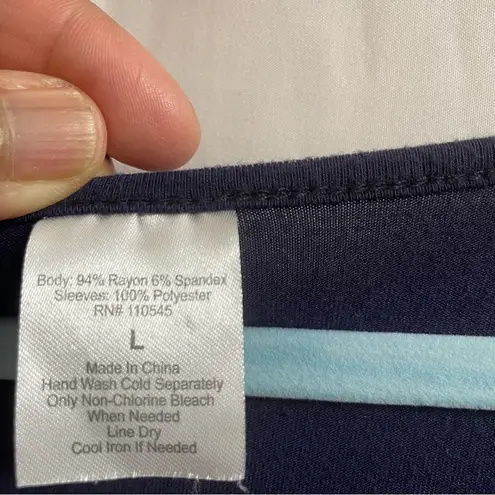 Body: 94% Rayon 6% Spandex
Sleeves: 100% Polyester
RN# 110545
L
Made In China
Hand Wash Cold Separately
Only Non-Chlorine Bleach
When Needed
Line Dry
Cool Iron If Needed